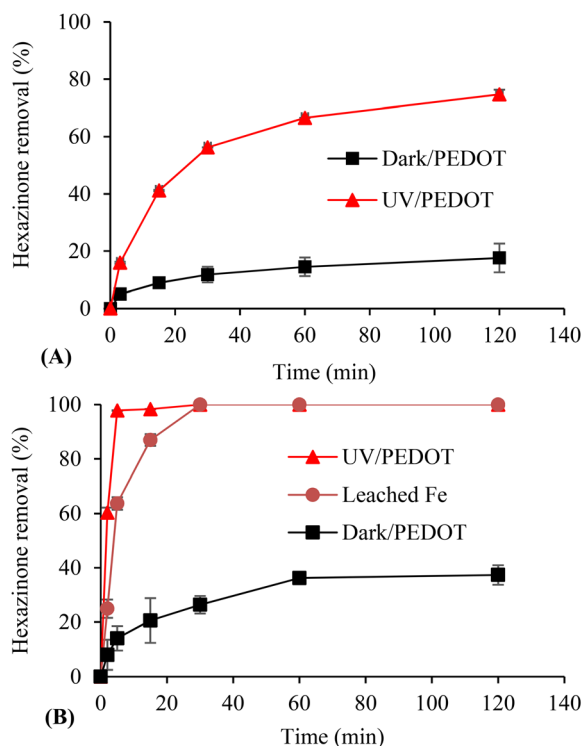 Hexazinone removal (%)
100
80
60
40
20
0
Dark/PEDOT
UV/PEDOT
0 20 40 60 80 100 120 140
(A)
Time (min)
Hexazinone removal (%)
100
80
60
40
20
0
UV/PEDOT
Leached Fe
Dark/PEDOT
0 20 40 60 80 100 120 140
(B)
Time (min)